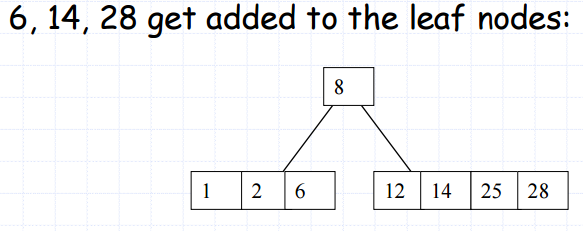 6, 14, 28 get added to the leaf nodes:
8
1 2 6 12 14 25 28